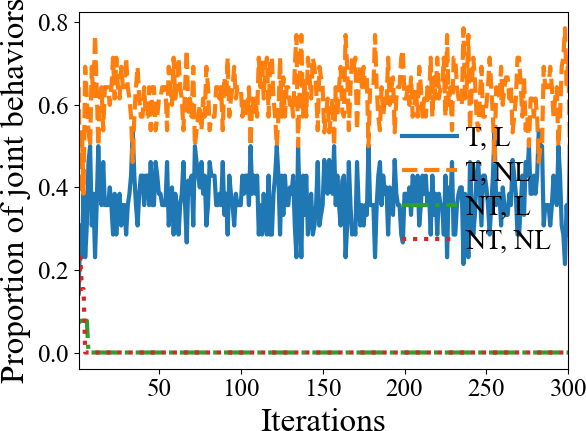 Proportion of joint behaviors
0.8
0.6
0.4
0.2
0.0
T, L
T, NL
NT, L
NT, NL
50 100 150 200 250 300
Iterations